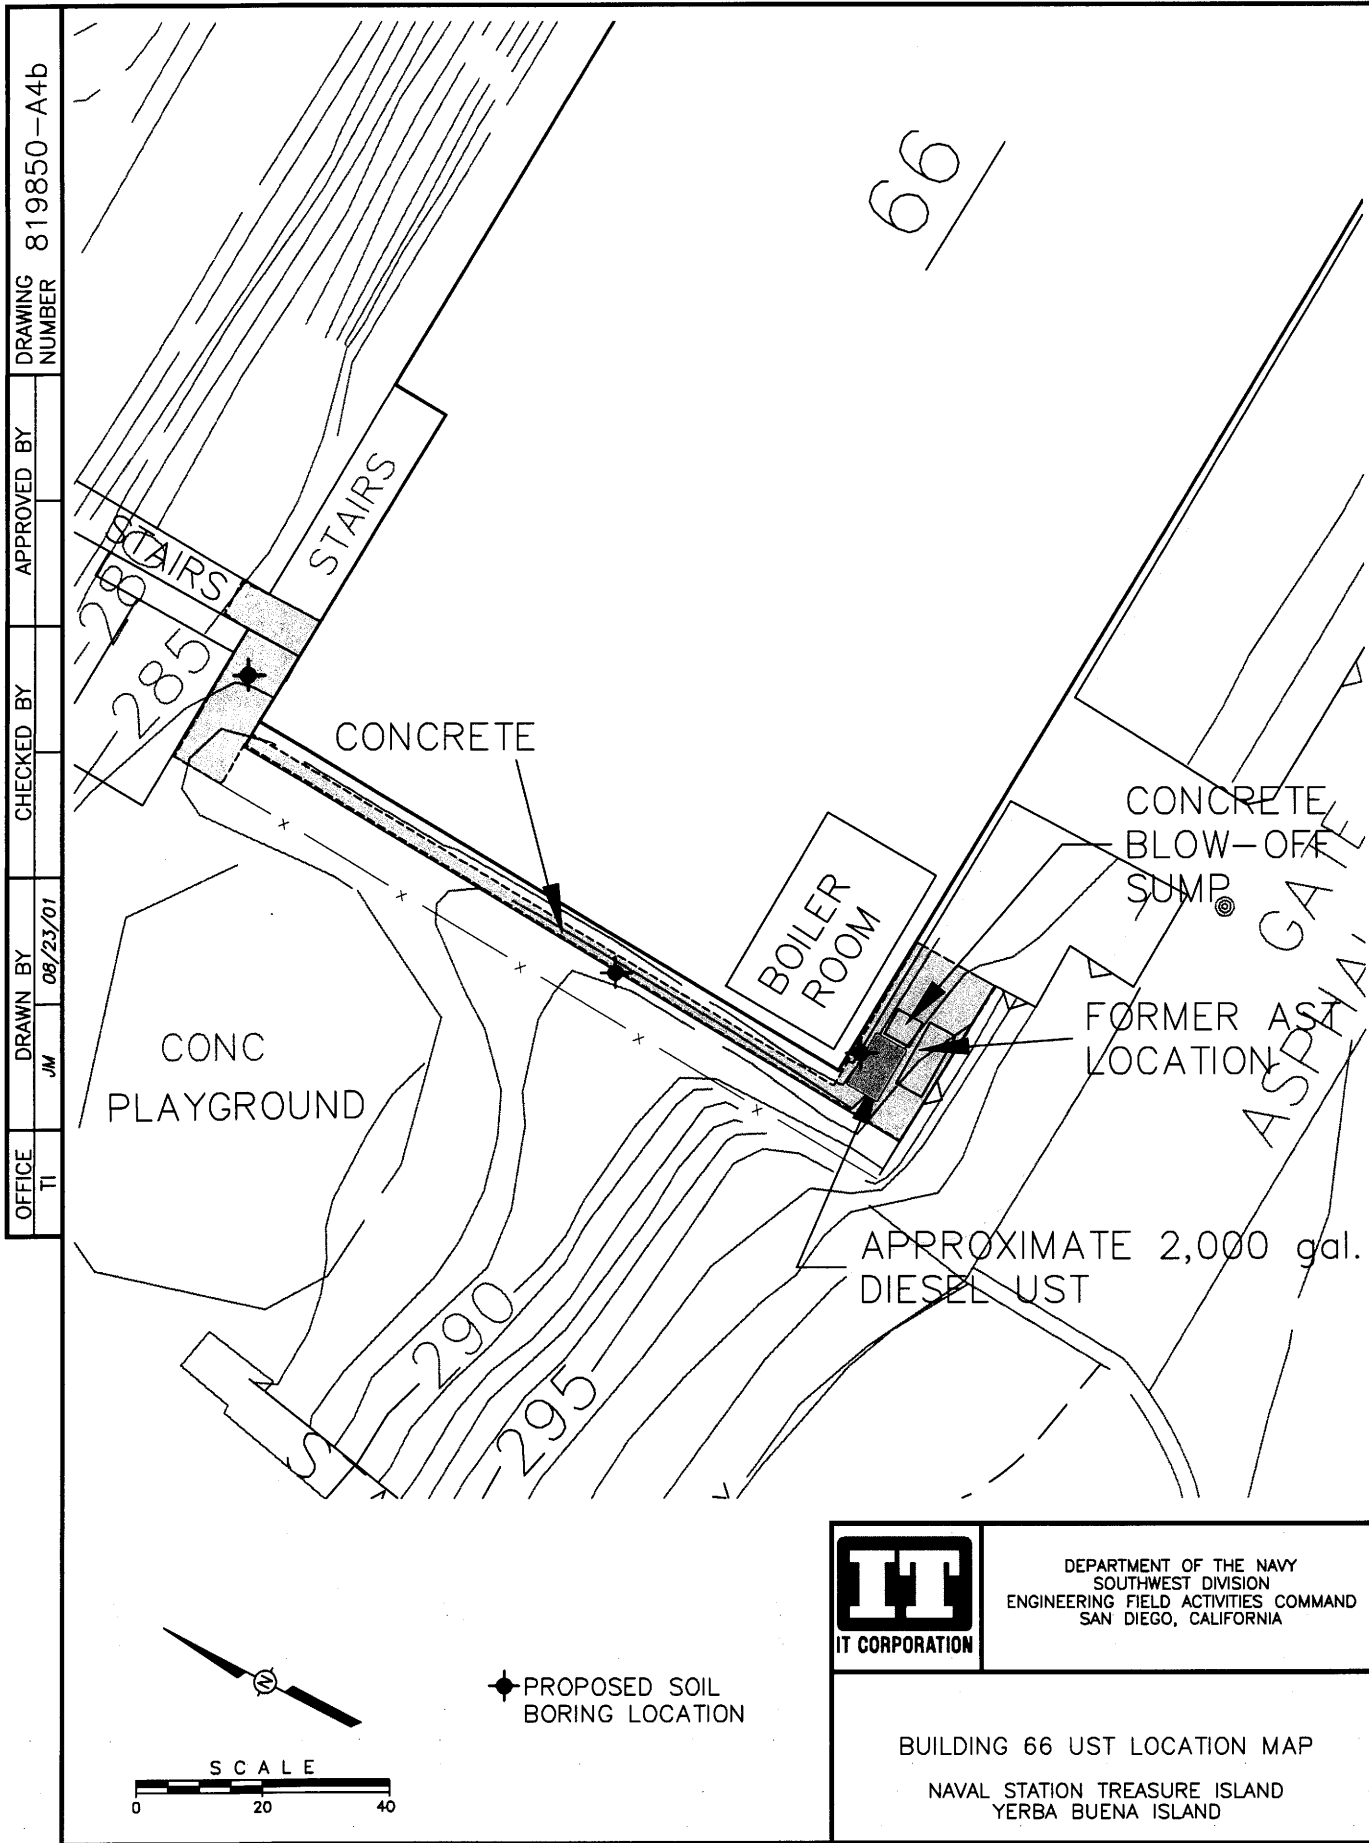 DRAWING NUMBER 819850-A4b
APPROVED BY
CHECKED BY
DRAWN BY
JM 08/23/01
OFFICE
TI
66
STAIRS
STAIRS
280
285
CONCRETE
BOILER
ROOM
CONCRETE
BLOW-OFF
SUMP
GATE
FORMER AST
LOCATION
CONC
PLAYGROUND
APPROXIMATE 2,000 gal.
DIESEL UST
290
295
S
N
SCALE
0 20 40
PROPOSED SOIL
BORING LOCATION
IT
IT CORPORATION
DEPARTMENT OF THE NAVY
SOUTHWEST DIVISION
ENGINEERING FIELD ACTIVITIES COMMAND
SAN DIEGO, CALIFORNIA
BUILDING 66 UST LOCATION MAP
NAVAL STATION TREASURE ISLAND
YERBA BUENA ISLAND